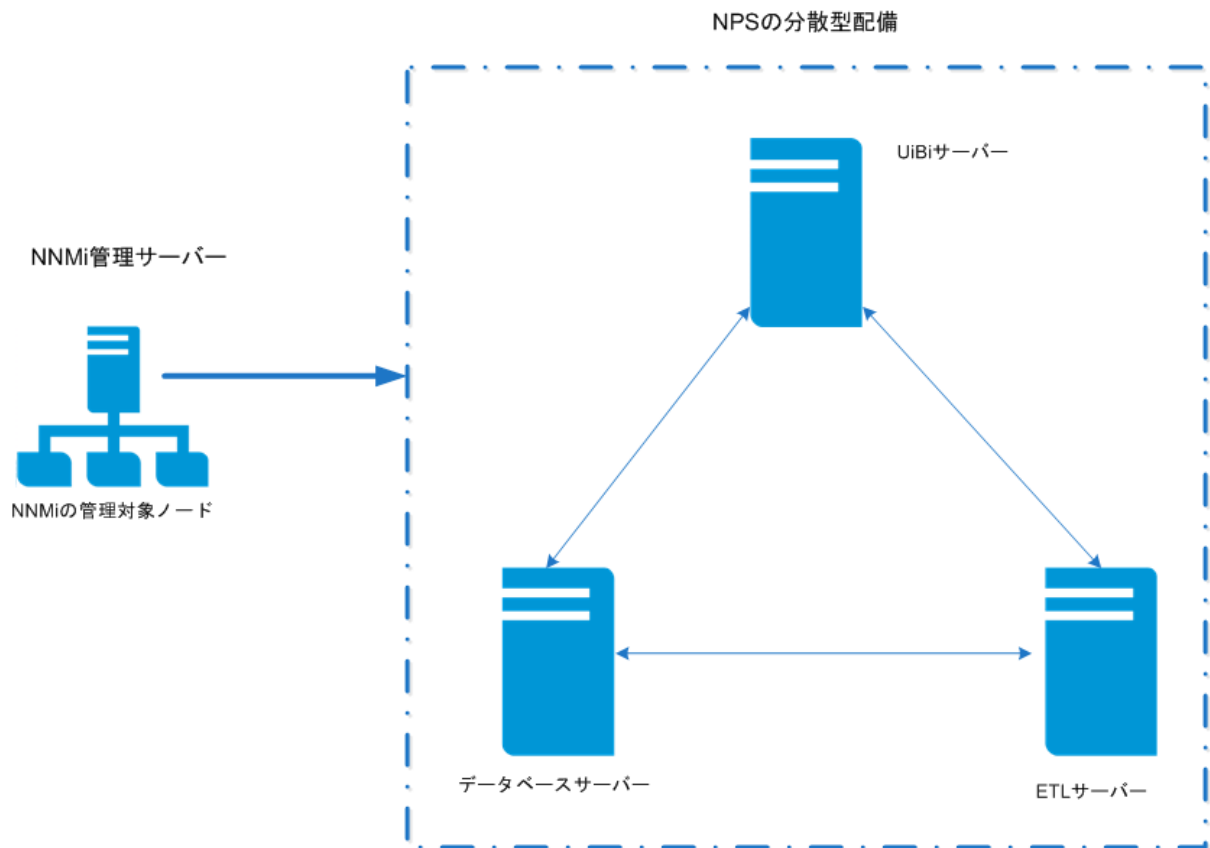 NPSの分散型配備
UiBiサーバー
NNMi管理サーバー
NNMiの管理対象ノード
データベースサーバー
ETLサーバー